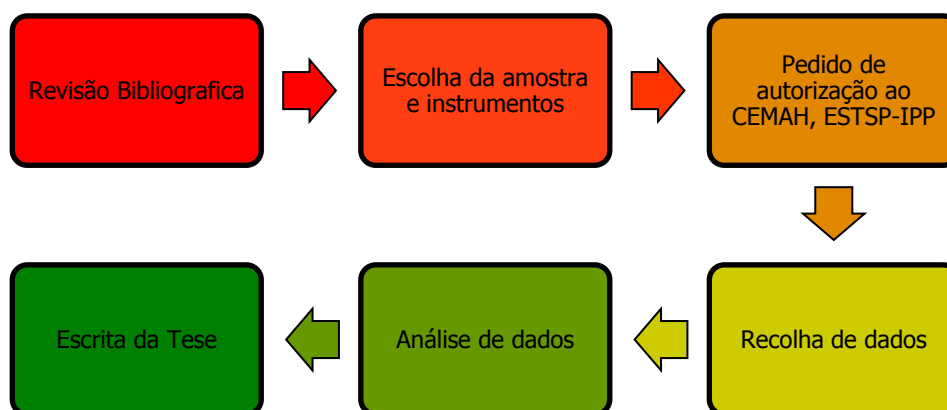 Revisão Bibliografica
Escolha da amostra
e instrumentos
Pedido de
autorização ao
CEMAH, ESTSP-IPP
Recolha de dados
Análise de dados
Escrita da Tese